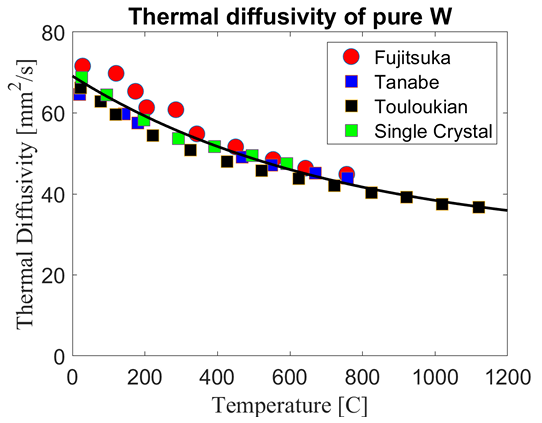 Thermal diffusivity of pure W
80
60
40
20
0
Thermal Diffusivity [mm²/s]
Fujitsuka
Tanabe
Touloukian
Single Crystal
0 200 400 600 800 1000 1200
Temperature [C]